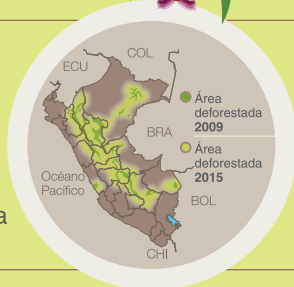 COL
ECU
Área
deforestada
2009
BRA
Área
deforestada
2015
Océano
Pacífico
BOL
a
CHI